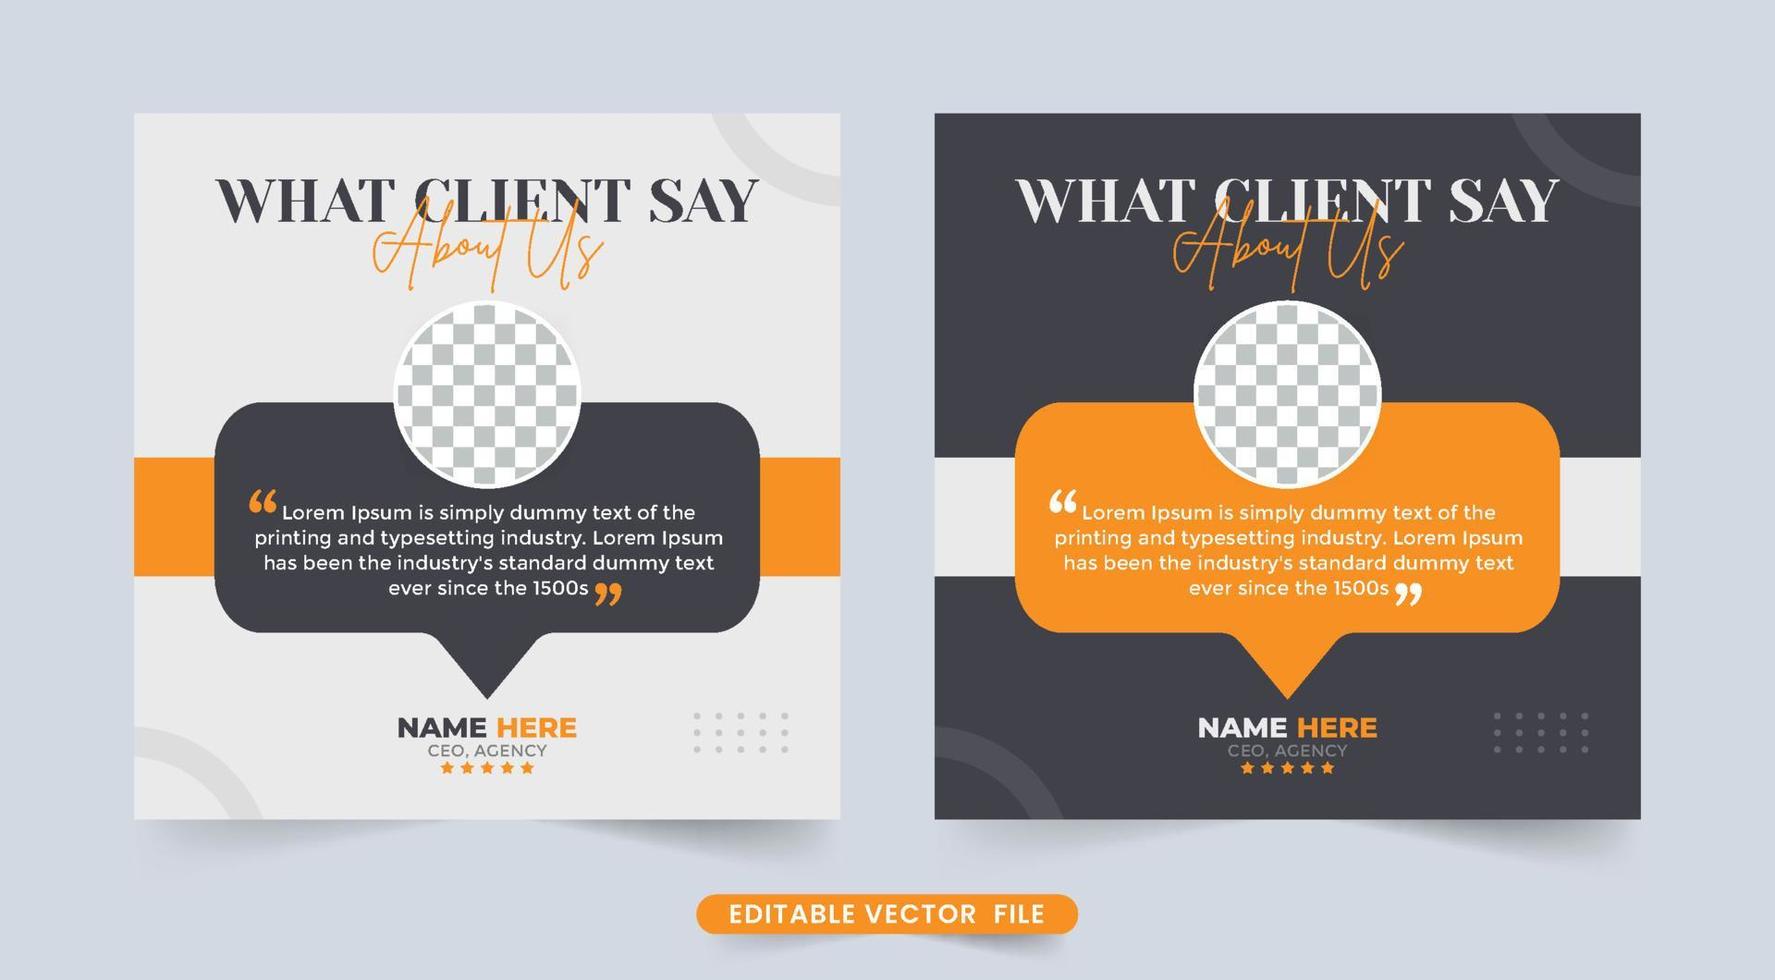 WHAT CLIENT SAY
About Us
“ Lorem Ipsum is simply dummy text of the
printing and typesetting industry. Lorem Ipsum
has been the industry's standard dummy text
ever since the 1500s ”
NAME HERE
CEO, AGENCY
WHAT CLIENT SAY
About Us
“ Lorem Ipsum is simply dummy text of the
printing and typesetting industry. Lorem Ipsum
has been the industry's standard dummy text
ever since the 1500s ”
NAME HERE
CEO, AGENCY
EDITABLE VECTOR FILE